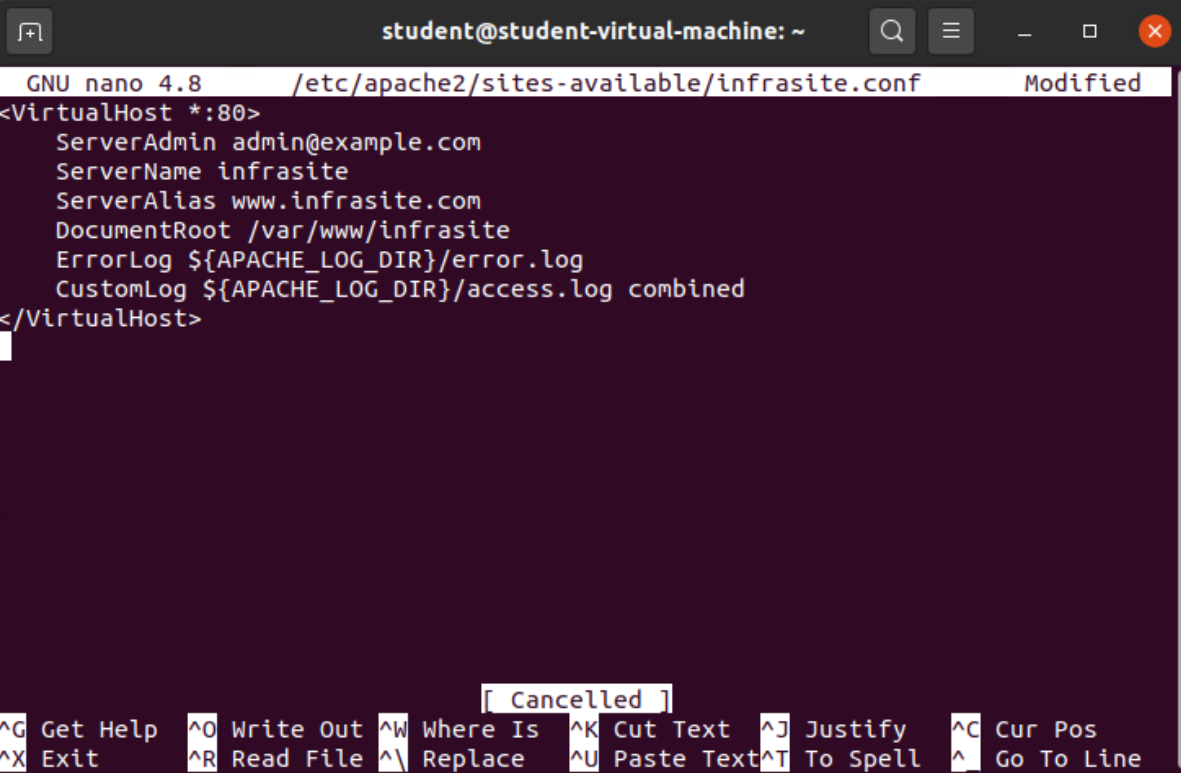 student@student-virtual-machine: ~
GNU nano 4.8 /etc/apache2/sites-available/infrasite.conf Modified
<VirtualHost *:80>
    ServerAdmin admin@example.com
    ServerName infrasite
    ServerAlias www.infrasite.com
    DocumentRoot /var/www/infrasite
    ErrorLog ${APACHE_LOG_DIR}/error.log
    CustomLog ${APACHE_LOG_DIR}/access.log combined
</VirtualHost>
[ Cancelled ]
^G Get Help ^O Write Out ^W Where Is ^K Cut Text ^J Justify ^C Cur Pos
^X Exit ^R Read File ^\ Replace ^U Paste Text ^T To Spell ^_ Go To Line